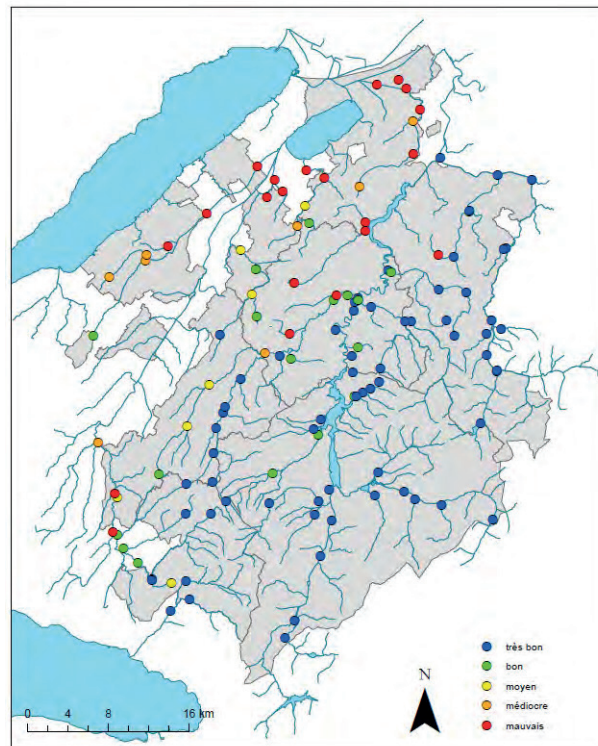 très bon
bon
moyen
médiocre
mauvais
N
0 4 8 16 km